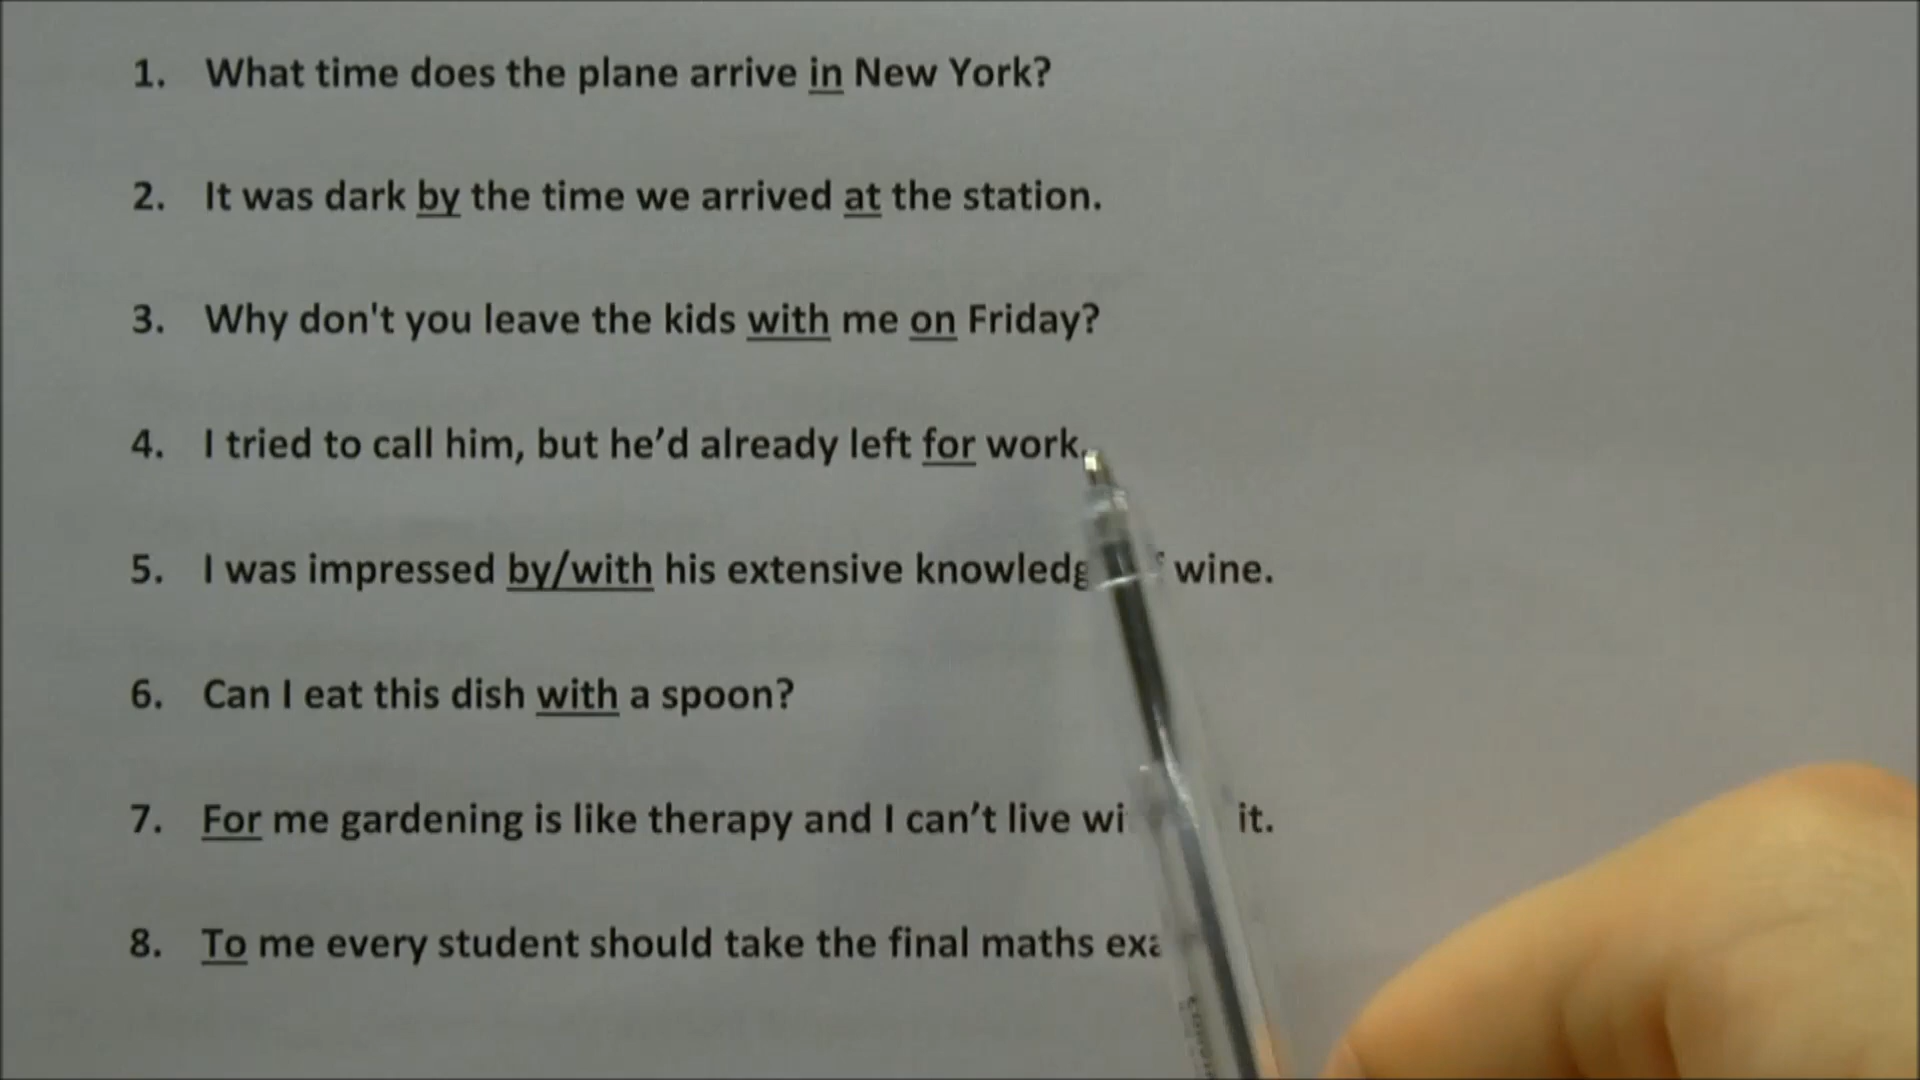 1. What time does the plane arrive in New York?
2. It was dark by the time we arrived at the station.
3. Why don't you leave the kids with me on Friday?
4. I tried to call him, but he’d already left for work.
5. I was impressed by/with his extensive wine.
6. Can I eat this dish with a spoon?
7. For me gardening is like therapy and I can’t live it.
8. To me every student should take the final maths